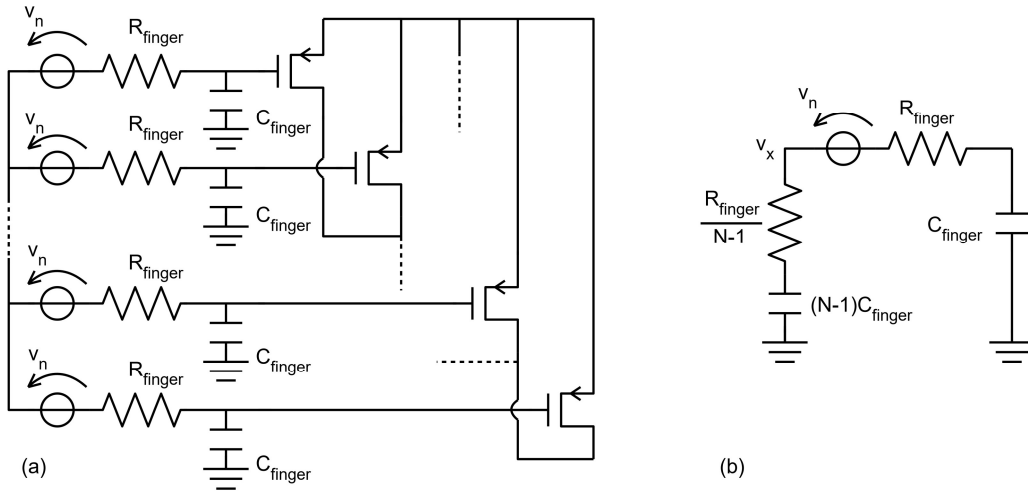 v_n
R_finger
C_finger
v_n
R_finger
C_finger
v_n
R_finger
C_finger
v_n
R_finger
C_finger
(a)
v_n
R_finger
v_x
R_finger
N-1
C_finger
(N-1)C_finger
(b)